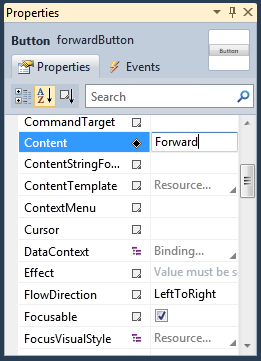 Properties
Button forwardButton
Button
Properties Events
Search
CommandTarget
Content Forward
ContentStringFo...
ContentTemplate Resource...
ContextMenu
Cursor
DataContext Binding...
Effect Value must be s
FlowDirection LeftToRight
Focusable
FocusVisualStyle Resource...